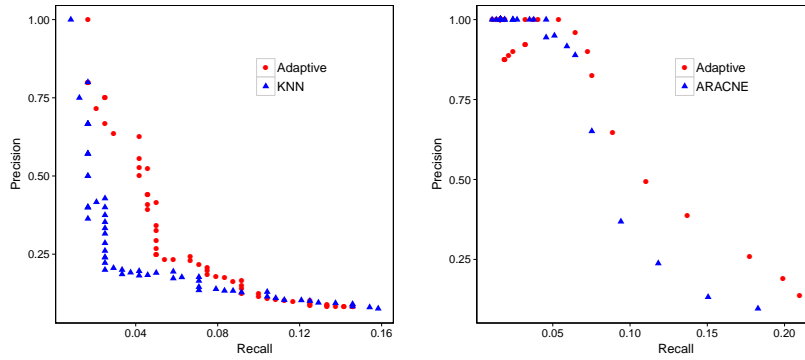 1.00
0.75
0.50
0.25
Precision
0.04
0.08
0.12
0.16
Recall
Adaptive
KNN
1.00
0.75
0.50
0.25
Precision
0.05
0.10
0.15
0.20
Recall
Adaptive
ARACNE